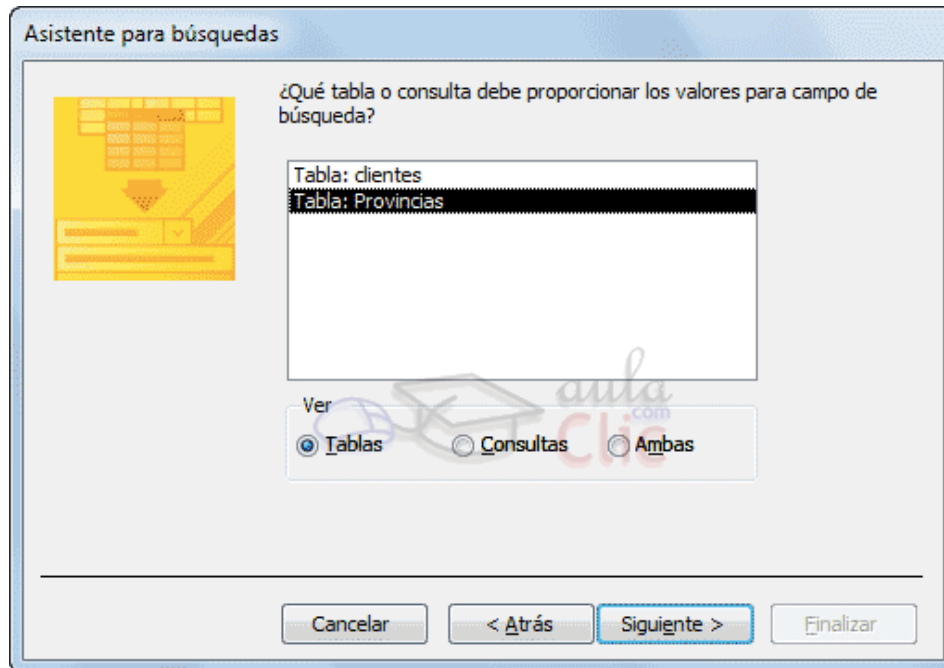 Asistente para búsquedas
¿Qué tabla o consulta debe proporcionar los valores para campo de
búsqueda?
Tabla: clientes
Tabla: Provincias
Ver
Tablas
Consultas
Ambas
aula
.com
Clic
Cancelar
< Atrás
Siguiente >
Finalizar